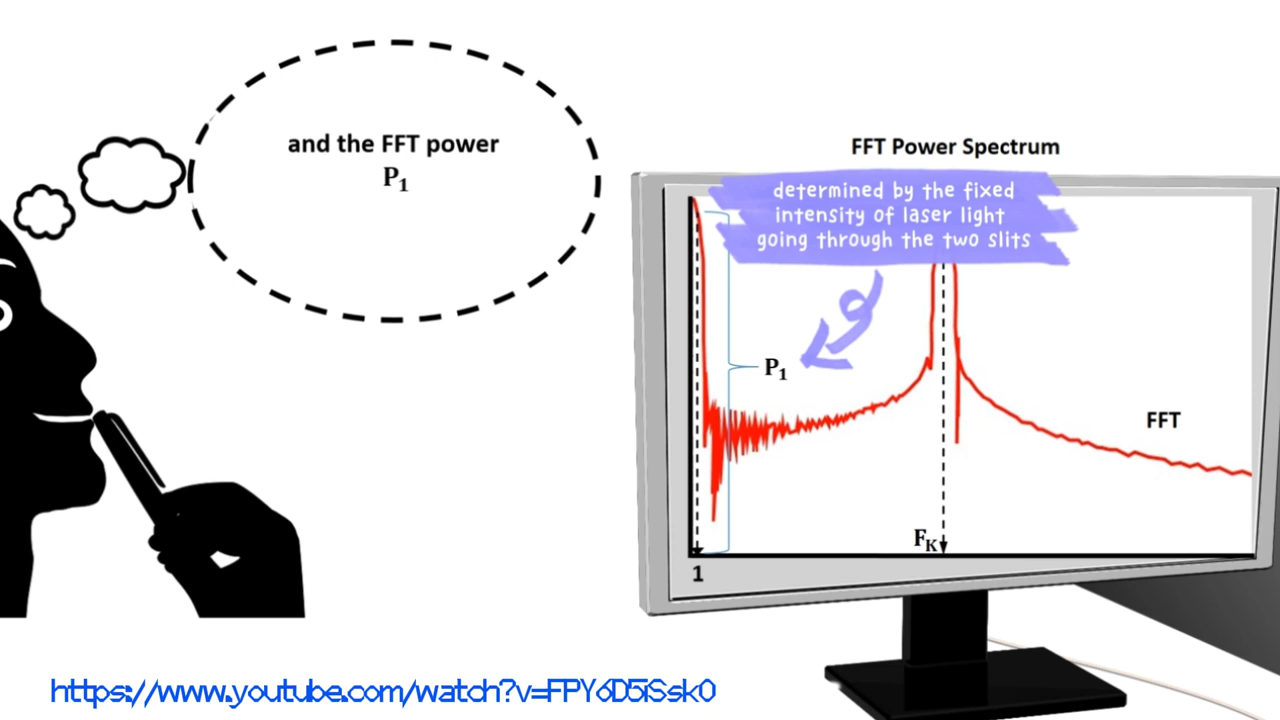 and the FFT power
P₁
FFT Power Spectrum
determined by the fixed
intensity of laser light
going through the two slits
P₁
FFT
F_K
1
https://www.youtube.com/watch?v=FPY6D5iSsk0